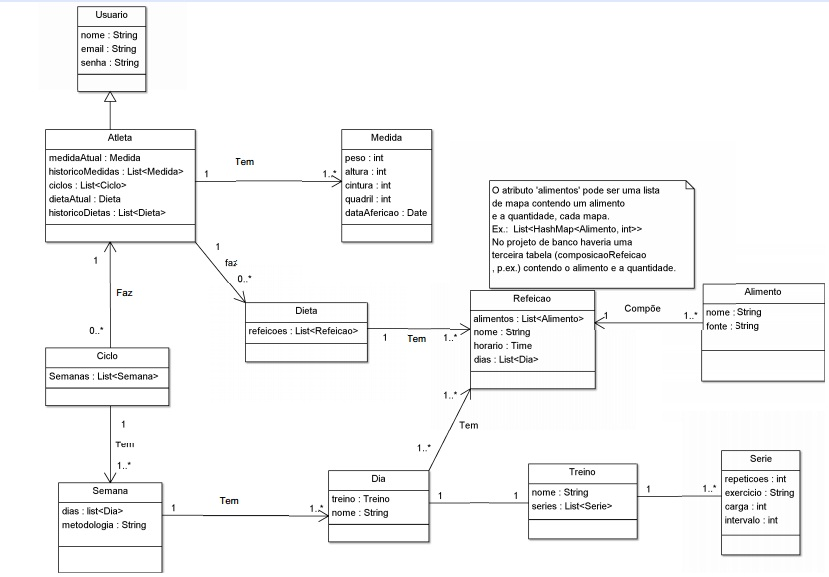 Usuario
nome : String
email : String
senha : String
Atleta
medidaAtual : Medida
historicoMedidas : List<Medida>
ciclos : List<Ciclo>
dietaAtual : Dieta
historicoDietas : List<Dieta>
1
Tem
1..*
Medida
peso : int
altura : int
cintura : int
quadril : int
dataAfericao : Date
O atributo 'alimentos' pode ser uma lista
de mapa contendo um alimento
e a quantidade, cada mapa.
Ex.: List<HashMap<Alimento, int>>
No projeto de banco haveria uma
terceira tabela (composicaoRefeicao
, p.ex.) contendo o alimento e a quantidade.
1
faz
0..*
1
Faz
0..*
Dieta
refeicoes : List<Refeicao>
1
Tem
1..*
Refeicao
alimentos : List<Alimento>
nome : String
horario : Time
dias : List<Dia>
1
Compõe
1..*
Alimento
nome : String
fonte : String
Ciclo
Semanas : List<Semana>
1
Tem
1..*
1..*
Tem
1..*
Semana
dias : list<Dia>
metodologia : String
1
Tem
1..*
Dia
treino : Treino
nome : String
1
1
Treino
nome : String
series : List<Serie>
1
1..*
Serie
repeticoes : int
exercicio : String
carga : int
intervalo : int